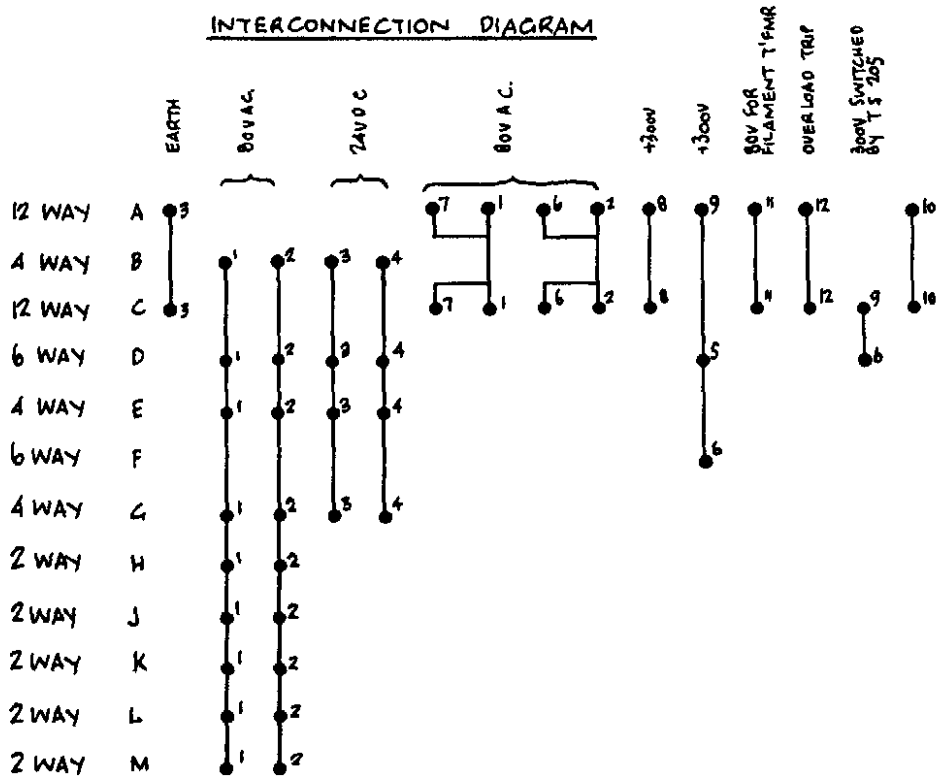 INTERCONNECTION DIAGRAM
EARTH
80V A.C.
24V D C
80V A C.
+300V
+300V
80V FOR
FILAMENT T'FMR
OVERLOAD TRIP
300V SWITCHED
BY TS 205
12 WAY A 3 7 1 6 2 8 9 11 12 10
4 WAY B 1 2 3 4
12 WAY C 3 7 1 6 2 8 11 12 9 10
6 WAY D 1 2 3 4 5 6
4 WAY E 1 2 3 4
6 WAY F 6
4 WAY G 1 2 3 4
2 WAY H 1 2
2 WAY J 1 2
2 WAY K 1 2
2 WAY L 1 2
2 WAY M 1 2